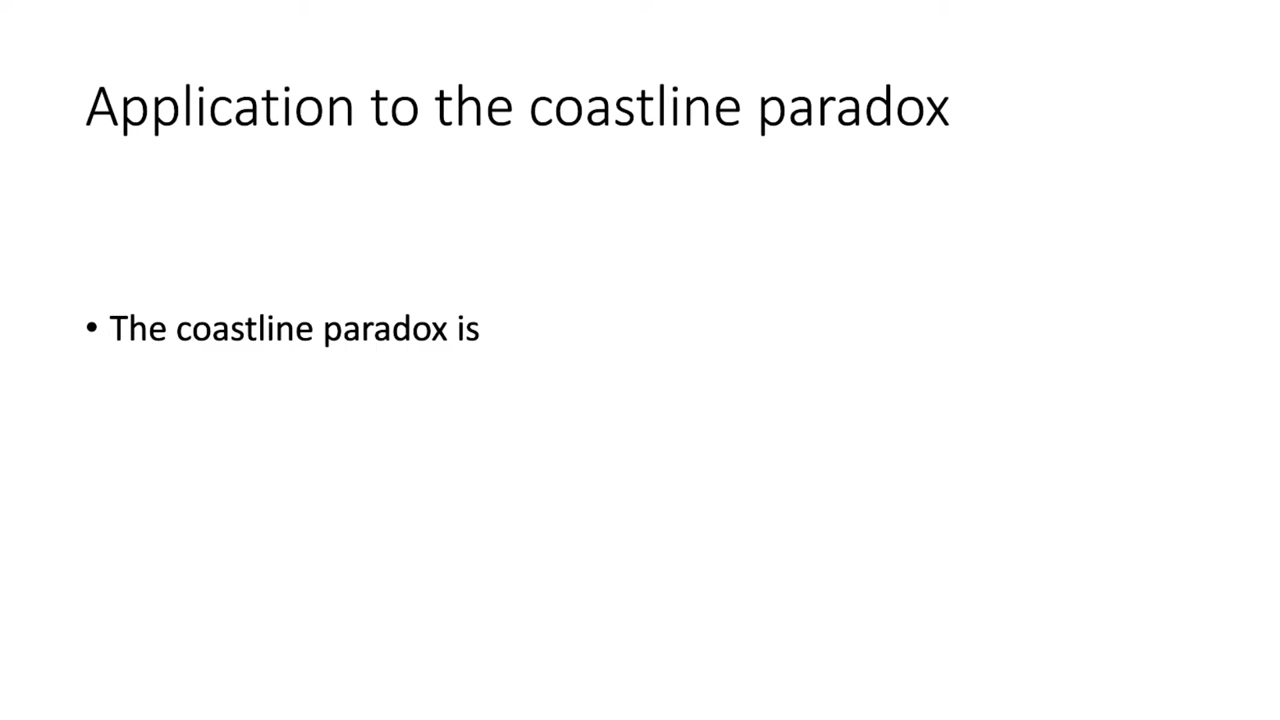 Application to the coastline paradox
• The coastline paradox is